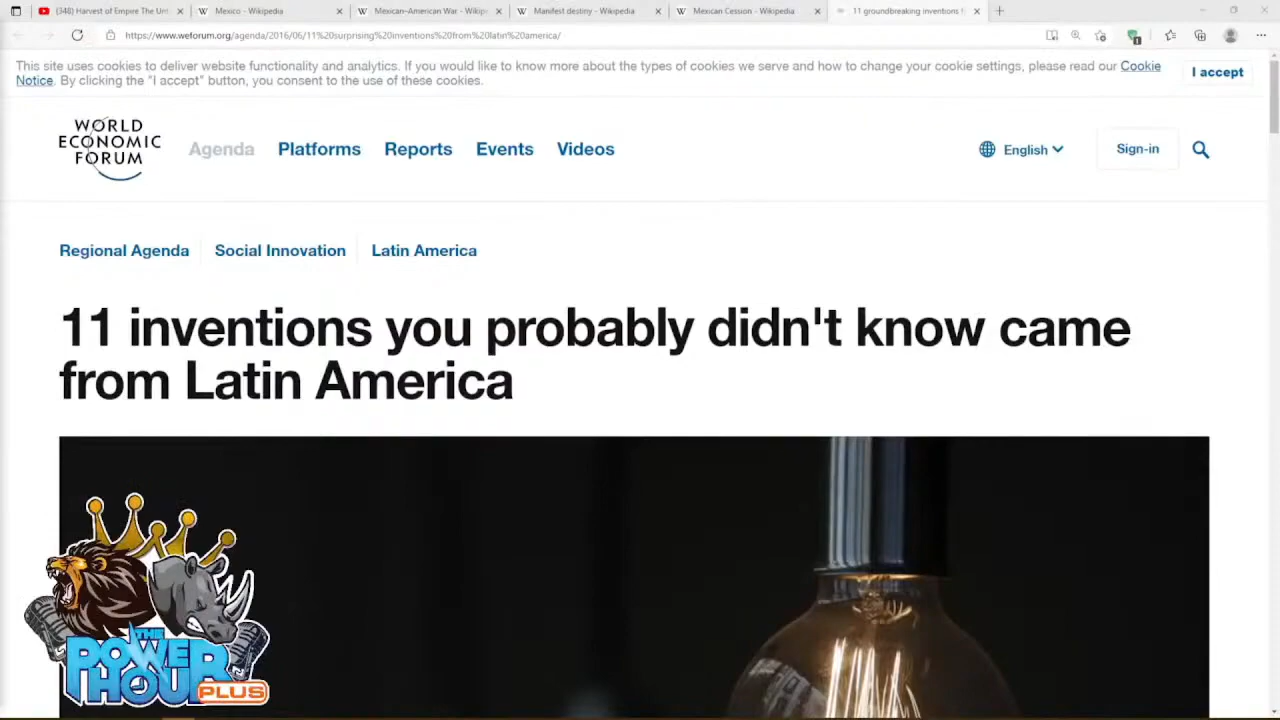 (348) Harvest of Empire The Unt
Mexico - Wikipedia
Mexican–American War - Wikip
Manifest destiny - Wikipedia
Mexican Cession - Wikipedia
11 groundbreaking inventions f
https://www.weforum.org/agenda/2016/06/11%20surprising%20inventions%20from%20latin%20america/
This site uses cookies to deliver website functionality and analytics. If you would like to know more about the types of cookies we serve and how to change your cookie settings, please read our Cookie
Notice. By clicking the "I accept" button, you consent to the use of these cookies.
I accept
WORLD
ECONOMIC
FORUM
Agenda
Platforms
Reports
Events
Videos
English
Sign-in
Regional Agenda
Social Innovation
Latin America
11 inventions you probably didn't know came
from Latin America
THE
POWER
HOUR
PLUS